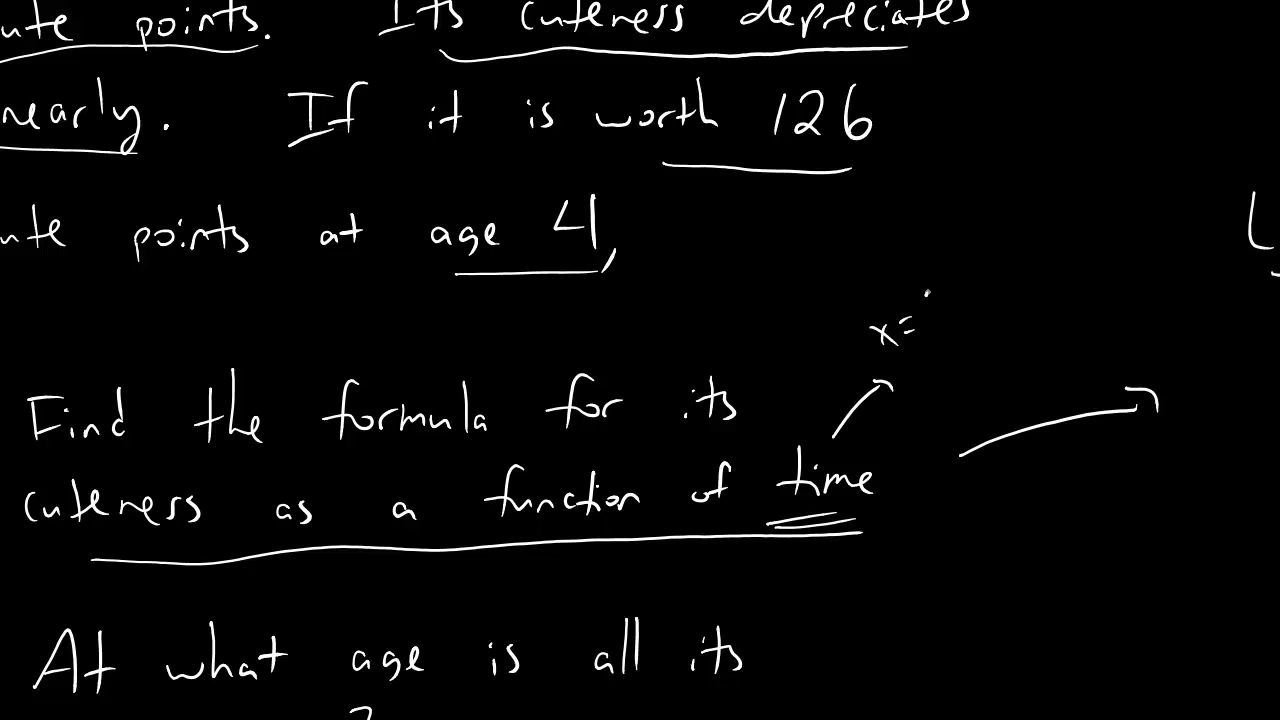 ute points. Its cuteness depreciates
nearly. If it is worth 126
ute points at age 4,
x=
Find the formula for its
cuteness as a function of time
At what age is all its